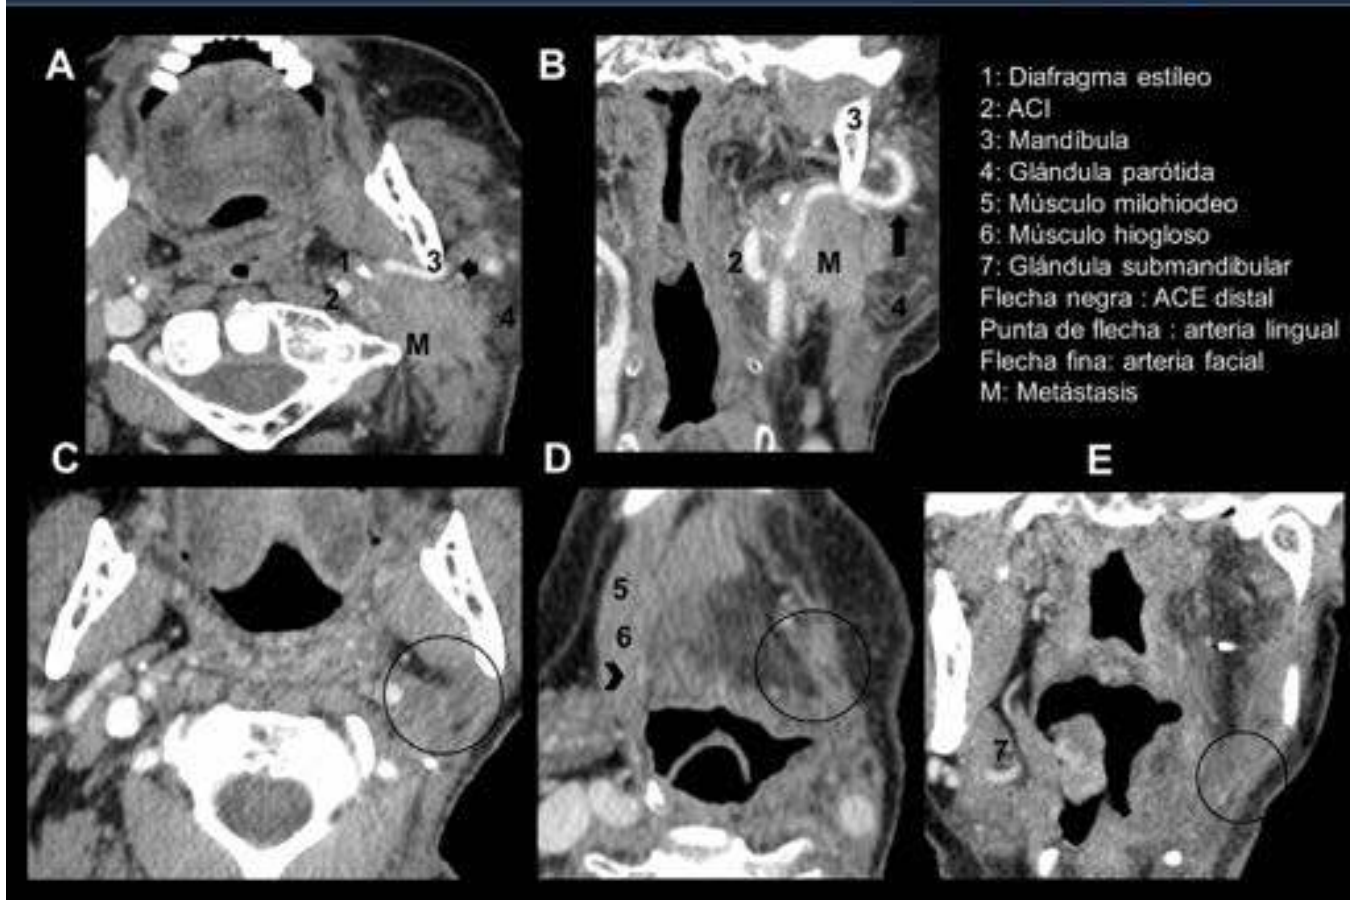 A
B
1: Diafragma estíleo
2: ACI
3: Mandíbula
4: Glándula parótida
5: Músculo milohiodeo
6: Músculo hiogloso
7: Glándula submandibular
Flecha negra : ACE distal
Punta de flecha : arteria lingual
Flecha fina: arteria facial
M: Metástasis
3
1
3
2
4
M
2
M
4
C
D
E
5
6
7